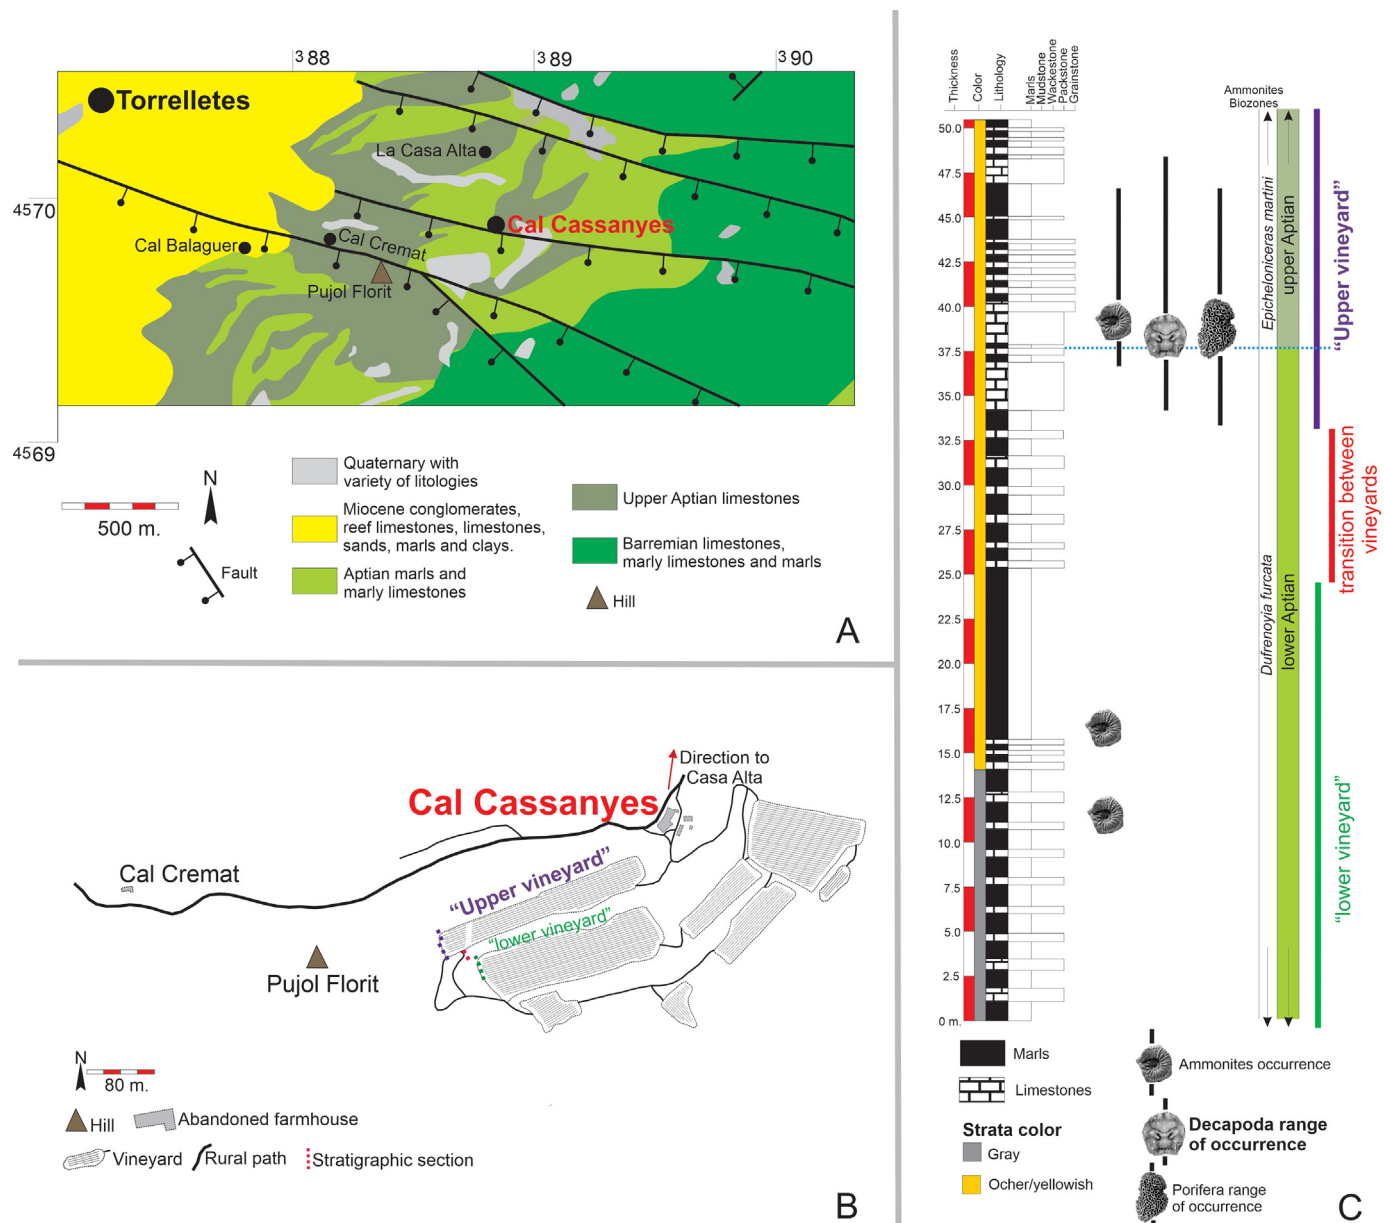 388
389
390
Torrelletes
La Casa Alta
4570
Cal Cassanyes
Cal Balaguer
Cal Cremat
Pujol Florit
4569
N
500 m.
Fault
Quaternary with
variety of litologies
Miocene conglomerates,
reef limestones, limestones,
sands, marls and clays.
Aptian marls and
marly limestones
Upper Aptian limestones
Barremian limestones,
marly limestones and marls
Hill
A
Direction to
Casa Alta
Cal Cassanyes
Cal Cremat
“Upper vineyard”
“lower vineyard”
Pujol Florit
N
80 m.
Hill
Abandoned farmhouse
Vineyard
Rural path
Stratigraphic section
B
Thickness
Color
Lithology
Marls
Mudstone
Wackestone
Packstone
Grainstone
Ammonites
Biozones
50.0
47.5
45.0
42.5
40.0
37.5
35.0
32.5
30.0
27.5
25.0
22.5
20.0
17.5
15.0
12.5
10.0
7.5
5.0
2.5
0 m.
Epicheloniceras martini
upper Aptian
“Upper vineyard”
transition between
vineyards
Dufrenoyia furcata
lower Aptian
“lower vineyard”
Marls
Limestones
Strata color
Gray
Ocher/yellowish
Ammonites occurrence
Decapoda range
of occurrence
Porifera range
of occurrence
C